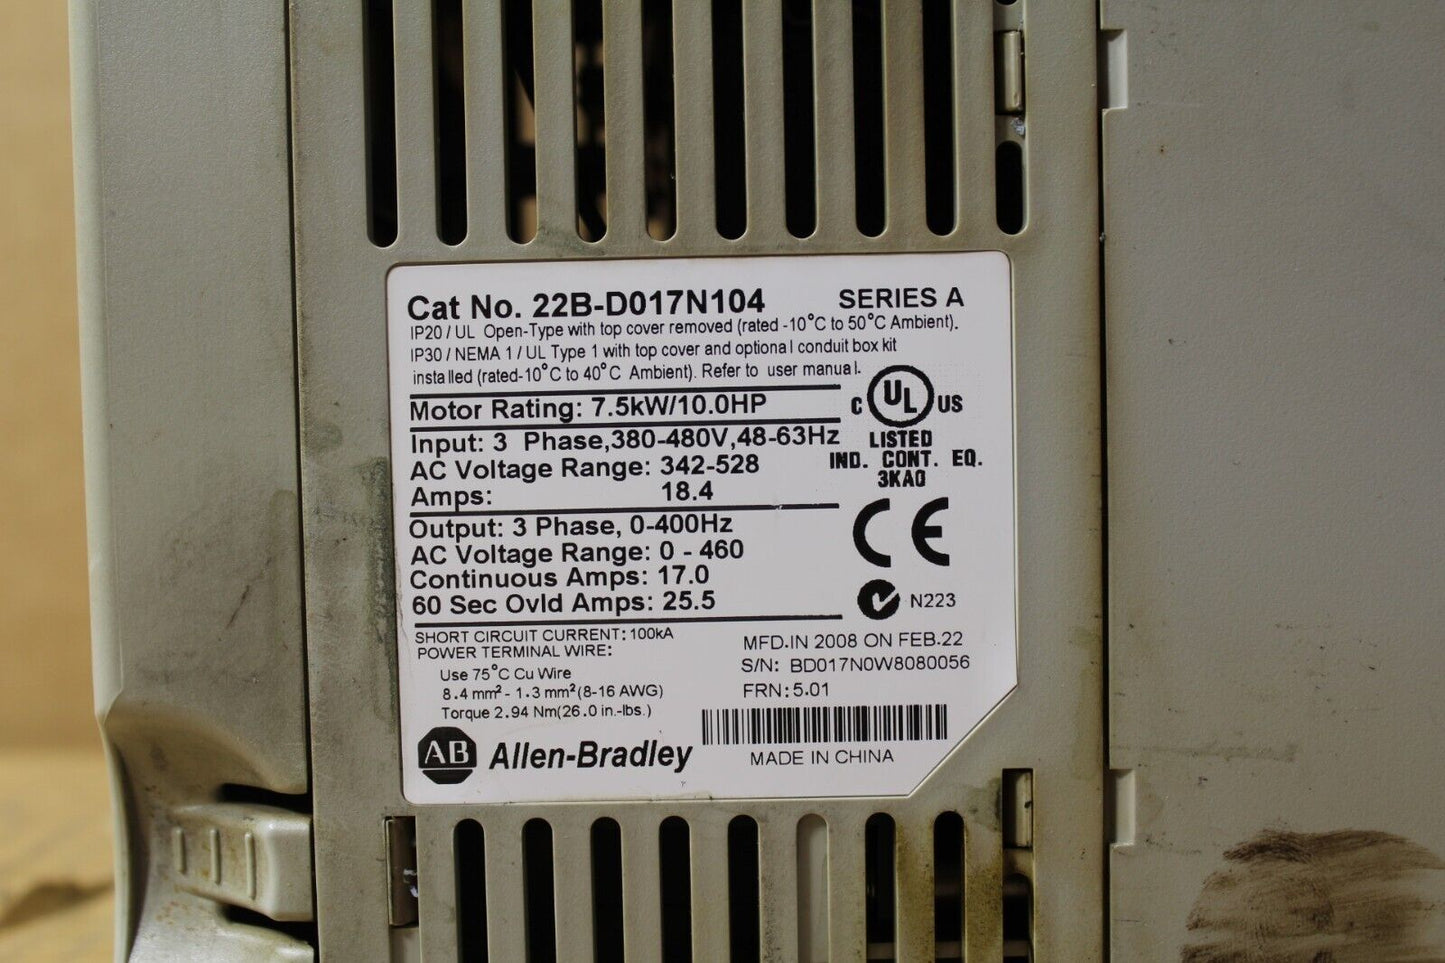 Cat No. 22B-D017N104 SERIES A
IP20 / UL Open-Type with top cover removed (rated -10°C to 50°C Ambient).
IP30 / NEMA 1 / UL Type 1 with top cover and optional conduit box kit
installed (rated-10°C to 40°C Ambient). Refer to user manual.
Motor Rating: 7.5kW/10.0HP
C UL US
LISTED
IND. CONT. EQ.
3KA0
Input: 3 Phase,380-480V,48-63Hz
AC Voltage Range: 342-528
Amps: 18.4
CE
Output: 3 Phase, 0-400Hz
AC Voltage Range: 0 - 460
Continuous Amps: 17.0
60 Sec Ovld Amps: 25.5
N223
SHORT CIRCUIT CURRENT: 100kA
POWER TERMINAL WIRE:
Use 75°C Cu Wire
8.4 mm² - 1.3 mm² (8-16 AWG)
Torque 2.94 Nm(26.0 in.-lbs.)
MFD.IN 2008 ON FEB.22
S/N: BD017N0W8080056
FRN: 5.01
AB Allen-Bradley
MADE IN CHINA